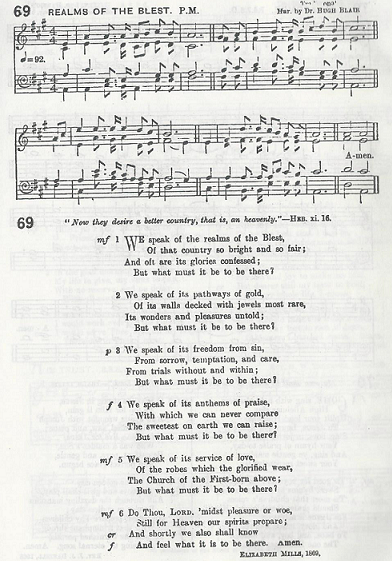 69 REALMS OF THE BLEST. P.M.
Har. by Dr. HUGH BLAIR
=92.
A-men.
69 "Now they desire a better country, that is, an heavenly."—HEB. xi. 16.
mf 1 WE speak of the realms of the Blest,
Of that country so bright and so fair;
And oft are its glories confessed;
But what must it be to be there?
2 We speak of its pathways of gold,
Of its walls decked with jewels most rare,
Its wonders and pleasures untold;
But what must it be to be there?
p 3 We speak of its freedom from sin,
From sorrow, temptation, and care,
From trials without and within;
But what must it be to be there?
f 4 We speak of its anthems of praise,
With which we can never compare
The sweetest on earth we can raise;
But what must it be to be there?
mf 5 We speak of its service of love,
Of the robes which the glorified wear,
The Church of the First-born above;
But what must it be to be there?
mf 6 Do Thou, LORD, 'midst pleasure or woe,
Still for Heaven our spirits prepare;
cr And shortly we also shall know
f And feel what it is to be there. Amen.
ELIZABETH MILLS, 1829.